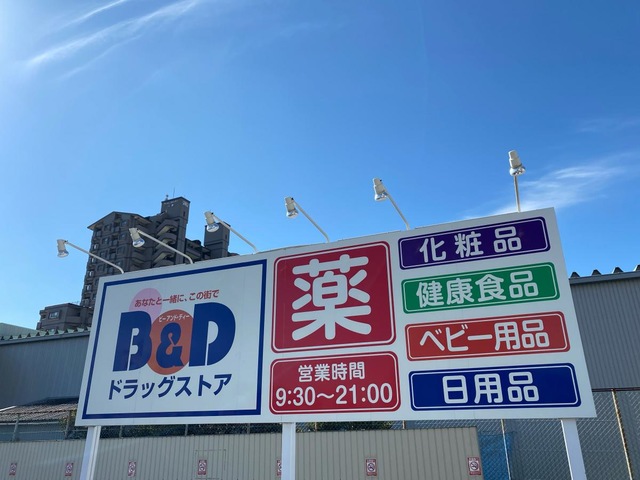 あなたと一緒に、この街で
ビーアンド・ディー
B&D
ドラッグストア
薬
営業時間
9:30～21:00
化粧品
健康食品
ベビー用品
日用品